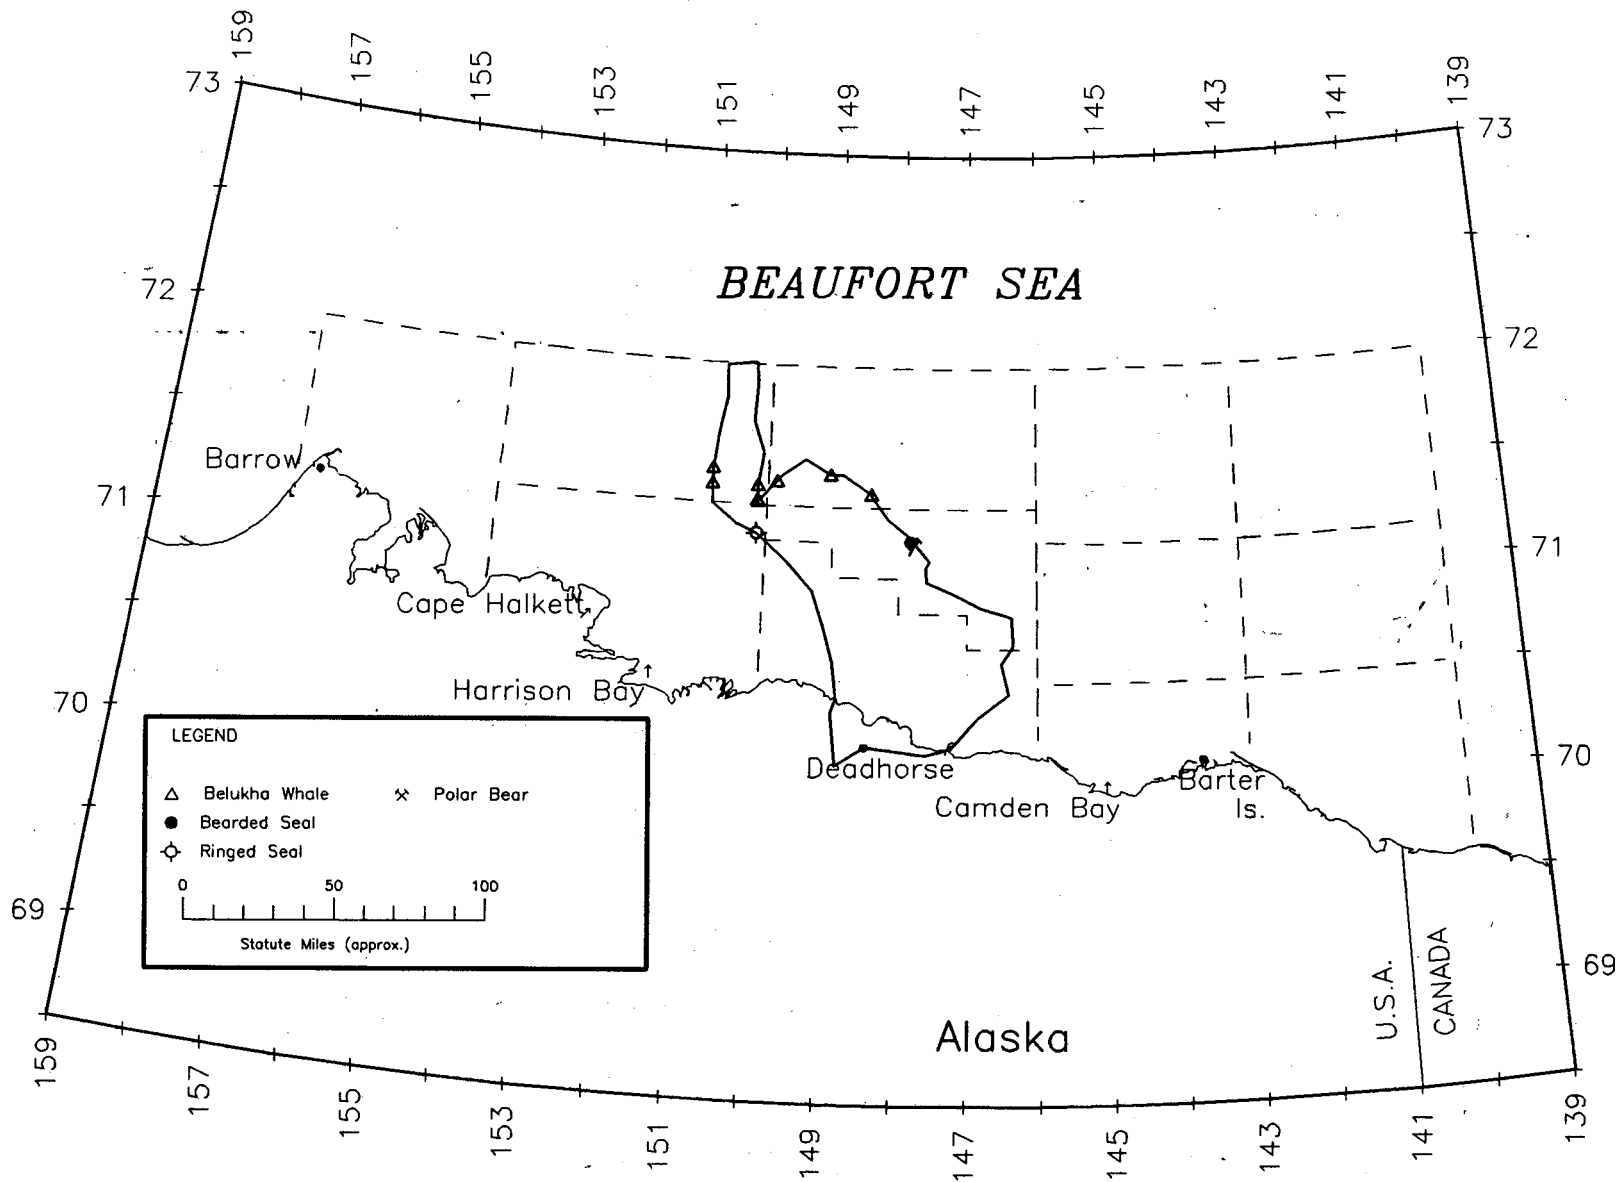 159
157
155
153
151
149
147
145
143
141
139
73
73
BEAUFORT SEA
72
72
Barrow
71
71
Cape Halkett
Harrison Bay
70
70
Deadhorse
Camden Bay
Barter
Is.
LEGEND
Belukha Whale
Polar Bear
Bearded Seal
Ringed Seal
0 50 100
Statute Miles (approx.)
69
69
U.S.A.
CANADA
Alaska
159
157
155
153
151
149
147
145
143
141
139